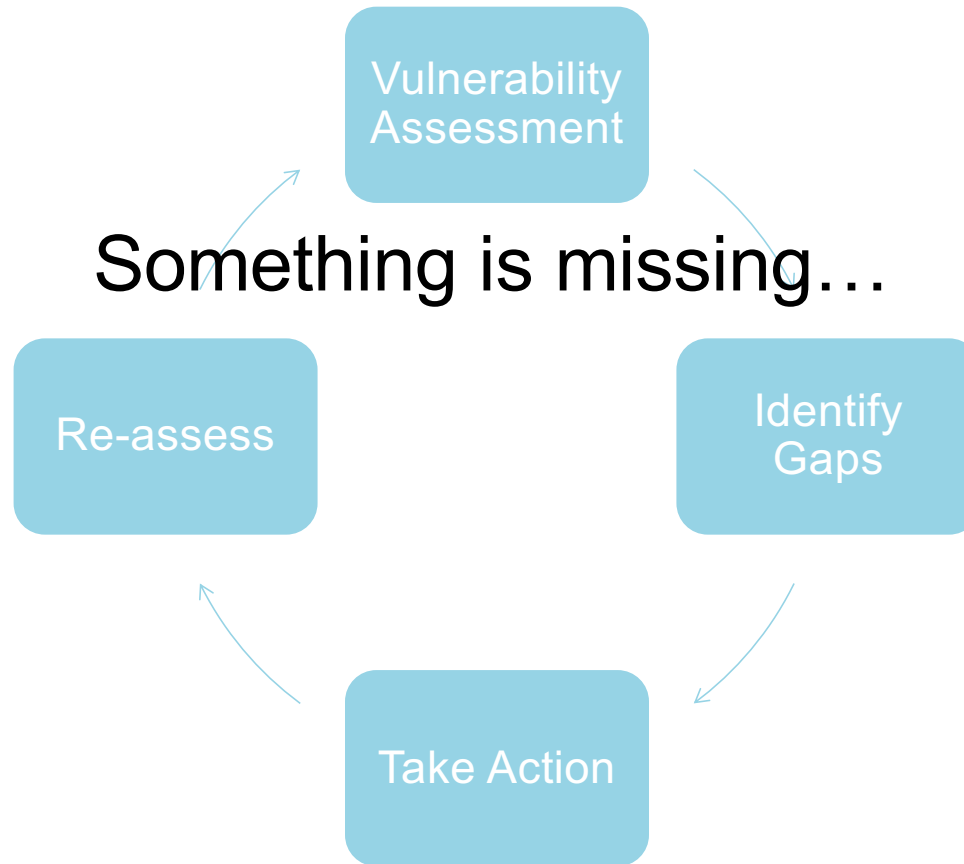 Vulnerability
Assessment
Something is missing…
Re-assess
Identify
Gaps
Take Action